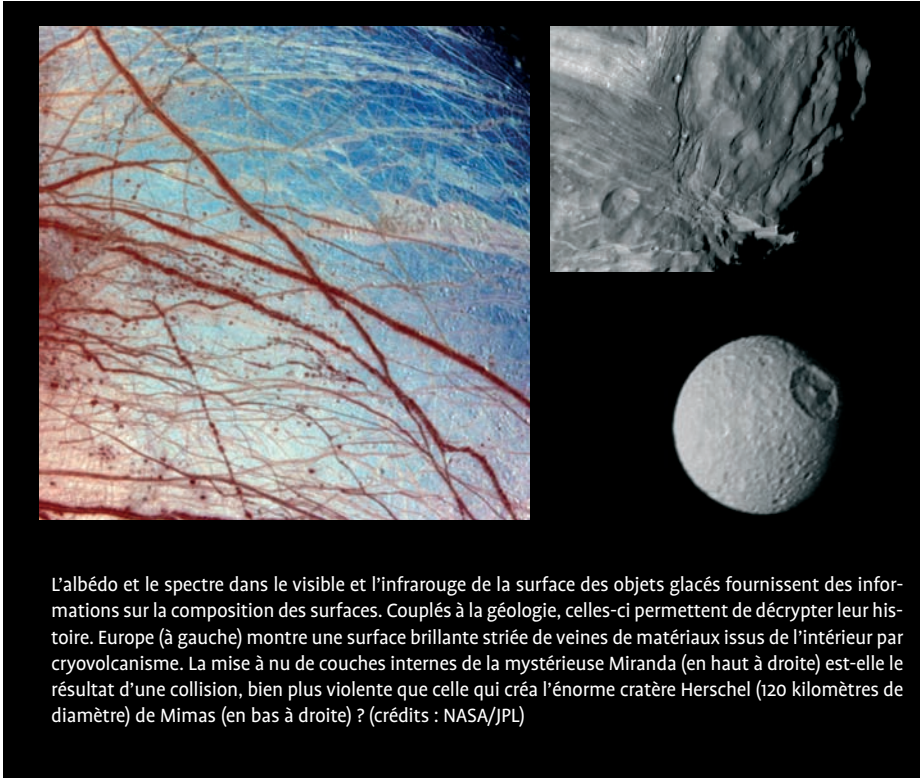 L'albédo et le spectre dans le visible et l'infrarouge de la surface des objets glacés fournissent des infor-
mations sur la composition des surfaces. Couplés à la géologie, celles-ci permettent de décrypter leur his-
toire. Europe (à gauche) montre une surface brillante striée de veines de matériaux issus de l'intérieur par
cryovolcanisme. La mise à nu de couches internes de la mystérieuse Miranda (en haut à droite) est-elle le
résultat d'une collision, bien plus violente que celle qui créa l'énorme cratère Herschel (120 kilomètres de
diamètre) de Mimas (en bas à droite) ? (crédits : NASA/JPL)